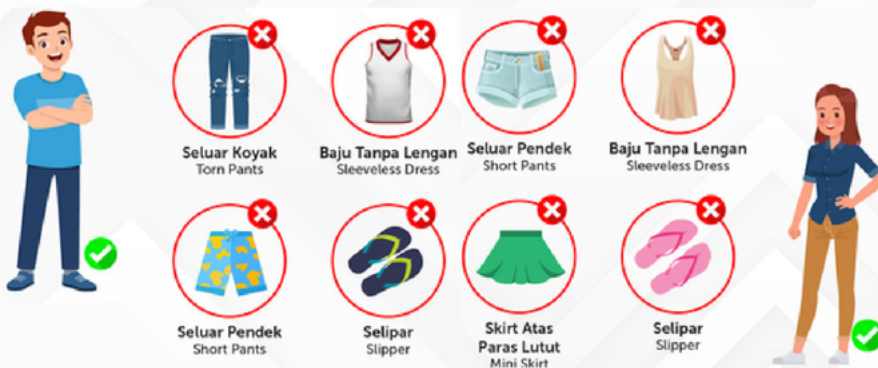 Seluar Koyak
Torn Pants
Baju Tanpa Lengan
Sleeveless Dress
Seluar Pendek
Short Pants
Baju Tanpa Lengan
Sleeveless Dress
Seluar Pendek
Short Pants
Selipar
Slipper
Skirt Atas
Paras Lutut
Mini Skirt
Selipar
Slipper